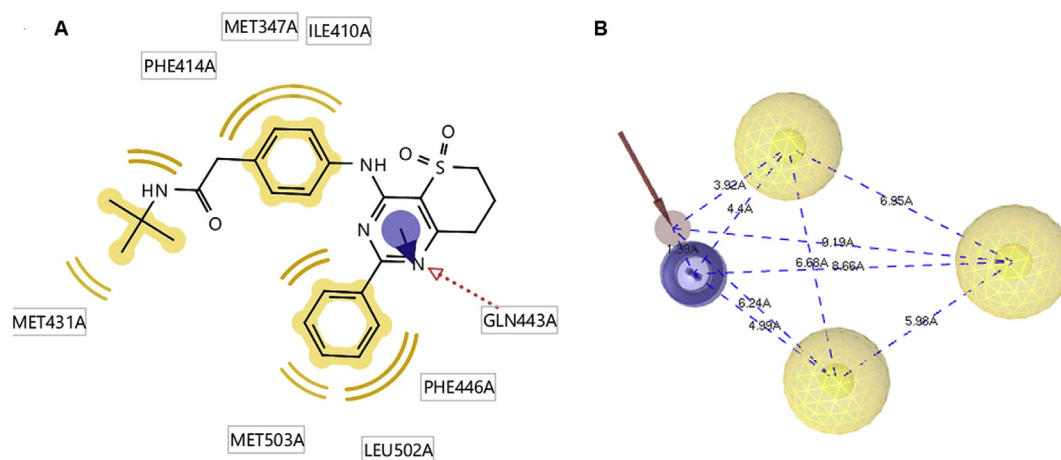 A
MET347A
ILE410A
PHE414A
O
O
S
HN
NH
O
N
N
GLN443A
MET431A
PHE446A
MET503A
LEU502A
B
3.92A
4.4A
6.95A
1.39A
9.19A
6.68A
8.66A
6.24A
4.99A
5.98A